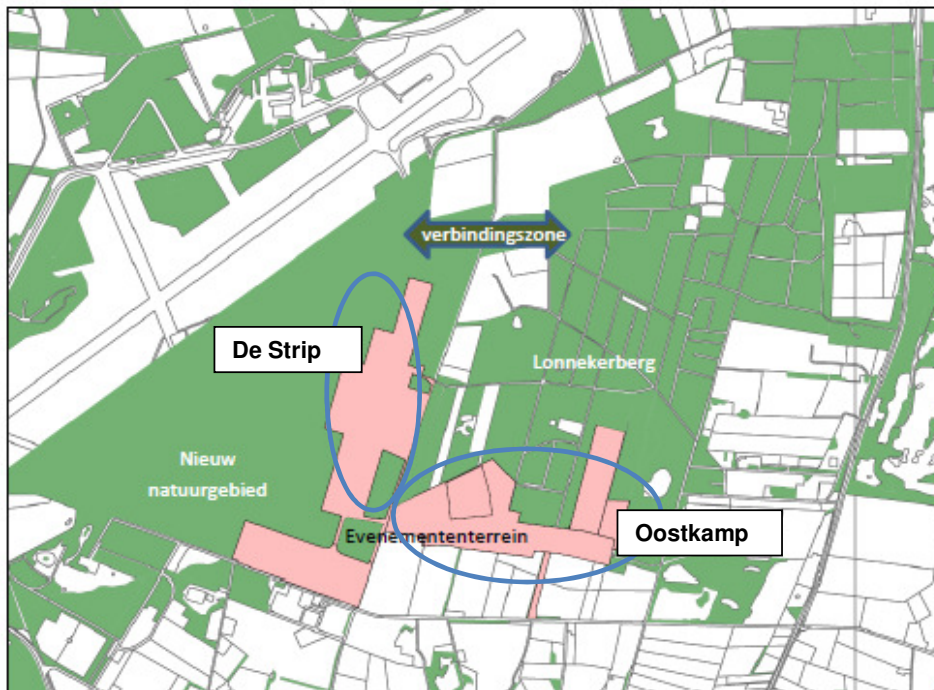 verbindingszone
De Strip
Lonnekerberg
Nieuw
natuurgebied
Evenemententerrein
Oostkamp